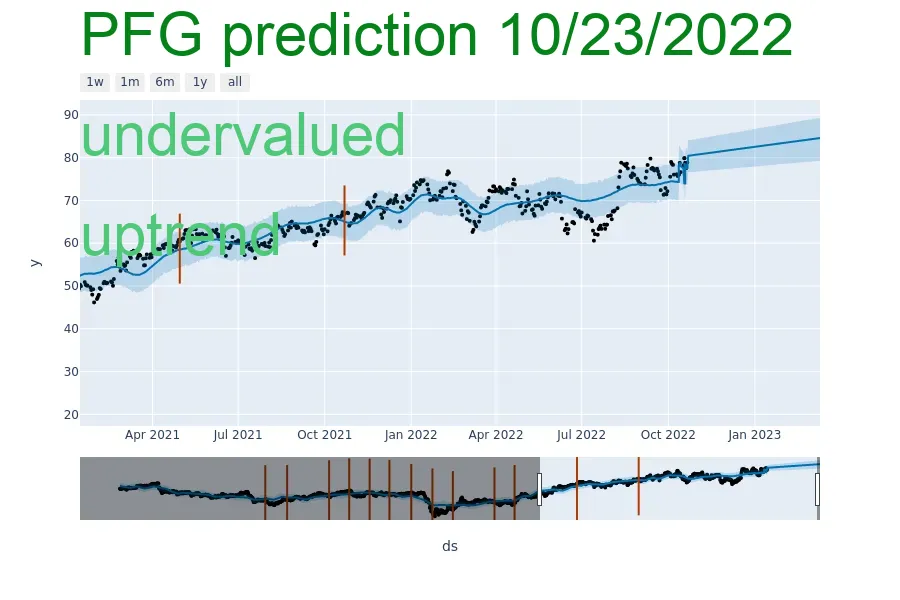 PFG prediction 10/23/2022
1w 1m 6m 1y all
90
undervalued
80
70
uptrend
60
y
50
40
30
20
Apr 2021 Jul 2021 Oct 2021 Jan 2022 Apr 2022 Jul 2022 Oct 2022 Jan 2023
ds